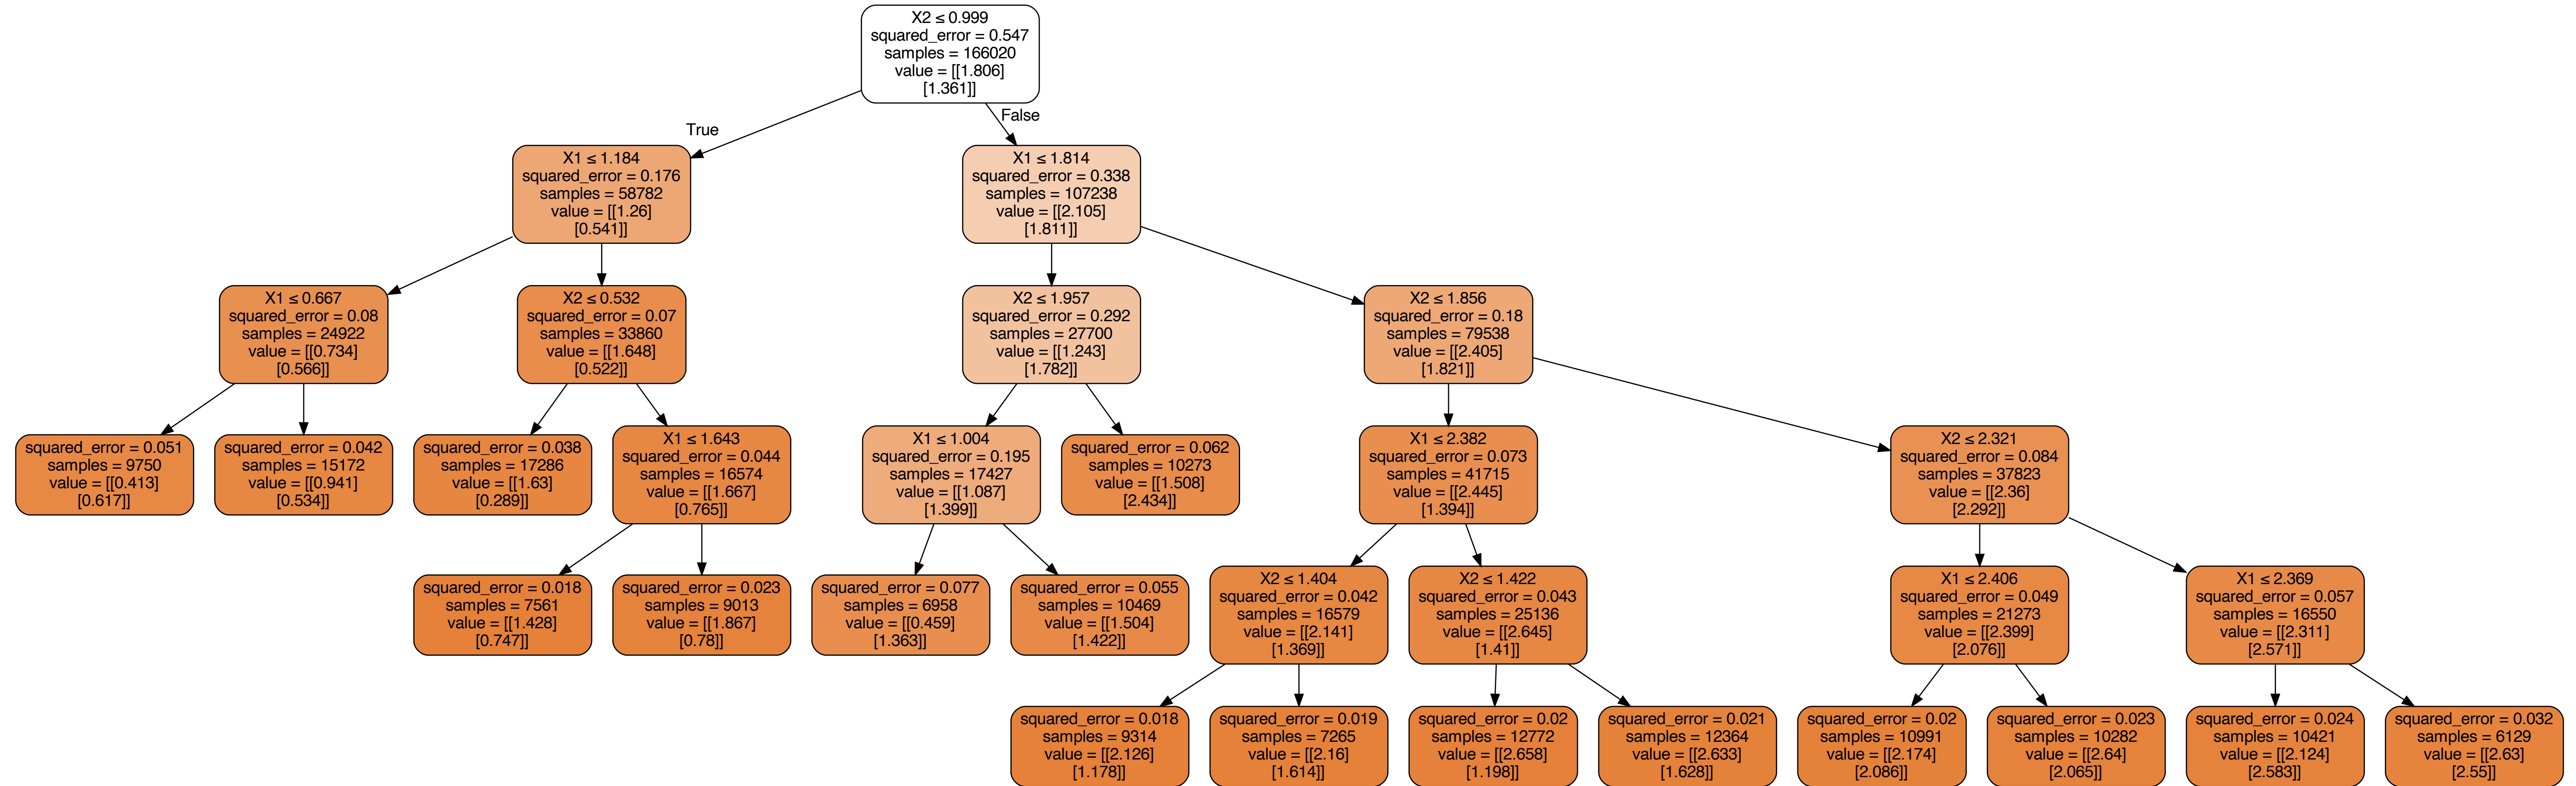 X2 ≤ 0.999
squared_error = 0.547
samples = 166020
value = [[1.806]
[1.361]]
True
False
X1 ≤ 1.184
squared_error = 0.176
samples = 58782
value = [[1.26]
[0.541]]
X1 ≤ 1.814
squared_error = 0.338
samples = 107238
value = [[2.105]
[1.811]]
X1 ≤ 0.667
squared_error = 0.08
samples = 24922
value = [[0.734]
[0.566]]
X2 ≤ 0.532
squared_error = 0.07
samples = 33860
value = [[1.648]
[0.522]]
X2 ≤ 1.957
squared_error = 0.292
samples = 27700
value = [[1.243]
[1.782]]
X2 ≤ 1.856
squared_error = 0.18
samples = 79538
value = [[2.405]
[1.821]]
squared_error = 0.051
samples = 9750
value = [[0.413]
[0.617]]
squared_error = 0.042
samples = 15172
value = [[0.941]
[0.534]]
squared_error = 0.038
samples = 17286
value = [[1.63]
[0.289]]
X1 ≤ 1.643
squared_error = 0.044
samples = 16574
value = [[1.667]
[0.765]]
X1 ≤ 1.004
squared_error = 0.195
samples = 17427
value = [[1.087]
[1.399]]
squared_error = 0.062
samples = 10273
value = [[1.508]
[2.434]]
X1 ≤ 2.382
squared_error = 0.073
samples = 41715
value = [[2.445]
[1.394]]
X2 ≤ 2.321
squared_error = 0.084
samples = 37823
value = [[2.36]
[2.292]]
squared_error = 0.018
samples = 7561
value = [[1.428]
[0.747]]
squared_error = 0.023
samples = 9013
value = [[1.867]
[0.78]]
squared_error = 0.077
samples = 6958
value = [[0.459]
[1.363]]
squared_error = 0.055
samples = 10469
value = [[1.504]
[1.422]]
X2 ≤ 1.404
squared_error = 0.042
samples = 16579
value = [[2.141]
[1.369]]
X2 ≤ 1.422
squared_error = 0.043
samples = 25136
value = [[2.645]
[1.41]]
X1 ≤ 2.406
squared_error = 0.049
samples = 21273
value = [[2.399]
[2.076]]
X1 ≤ 2.369
squared_error = 0.057
samples = 16550
value = [[2.311]
[2.571]]
squared_error = 0.018
samples = 9314
value = [[2.126]
[1.178]]
squared_error = 0.019
samples = 7265
value = [[2.16]
[1.614]]
squared_error = 0.02
samples = 12772
value = [[2.658]
[1.198]]
squared_error = 0.021
samples = 12364
value = [[2.633]
[1.628]]
squared_error = 0.02
samples = 10991
value = [[2.174]
[2.086]]
squared_error = 0.023
samples = 10282
value = [[2.64]
[2.065]]
squared_error = 0.024
samples = 10421
value = [[2.124]
[2.583]]
squared_error = 0.032
samples = 6129
value = [[2.63]
[2.55]]